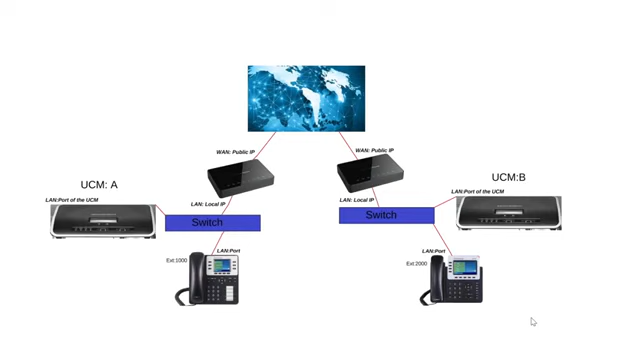 WAN: Public IP
WAN: Public IP
UCM: A
UCM:B
LAN:Port of the UCM
LAN: Local IP
LAN: Local IP
LAN:Port of the UCM
Switch
Switch
LAN:Port
LAN:Port
Ext:1000
Ext:2000